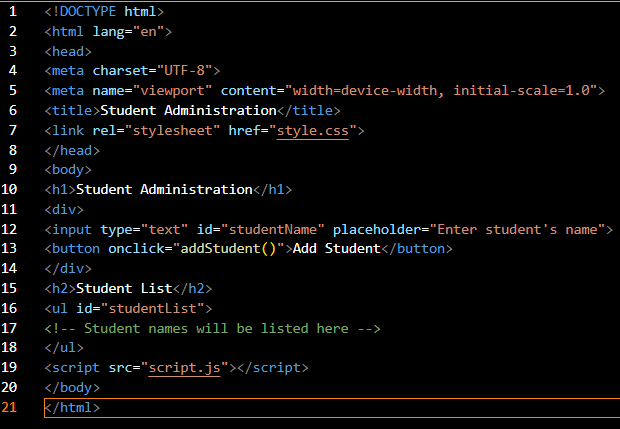 1 <!DOCTYPE html>
2 <html lang="en">
3 <head>
4 <meta charset="UTF-8">
5 <meta name="viewport" content="width=device-width, initial-scale=1.0">
6 <title>Student Administration</title>
7 <link rel="stylesheet" href="style.css">
8 </head>
9 <body>
10 <h1>Student Administration</h1>
11 <div>
12 <input type="text" id="studentName" placeholder="Enter student's name">
13 <button onclick="addStudent()">Add Student</button>
14 </div>
15 <h2>Student List</h2>
16 <ul id="studentList">
17 <!-- Student names will be listed here -->
18 </ul>
19 <script src="script.js"></script>
20 </body>
21 </html>